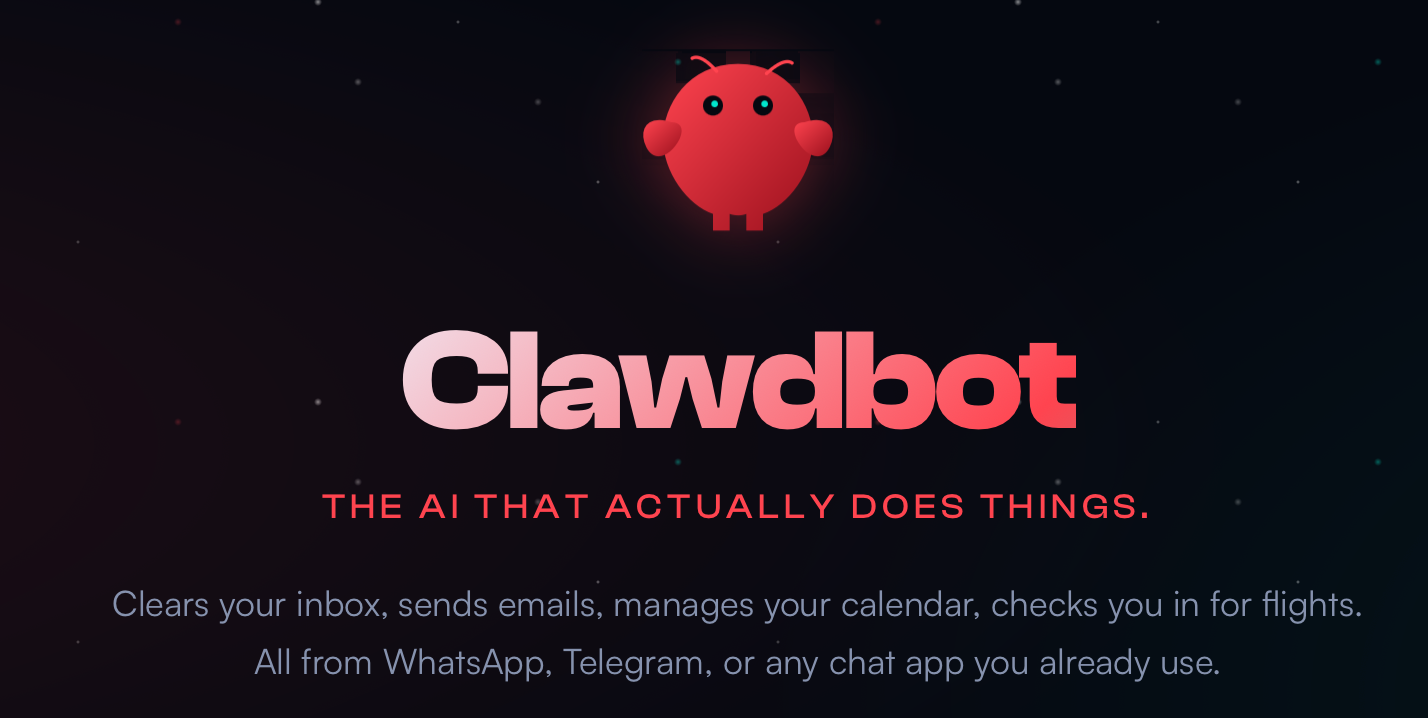 Clawdbot
THE AI THAT ACTUALLY DOES THINGS.
Clears your inbox, sends emails, manages your calendar, checks you in for flights.
All from WhatsApp, Telegram, or any chat app you already use.